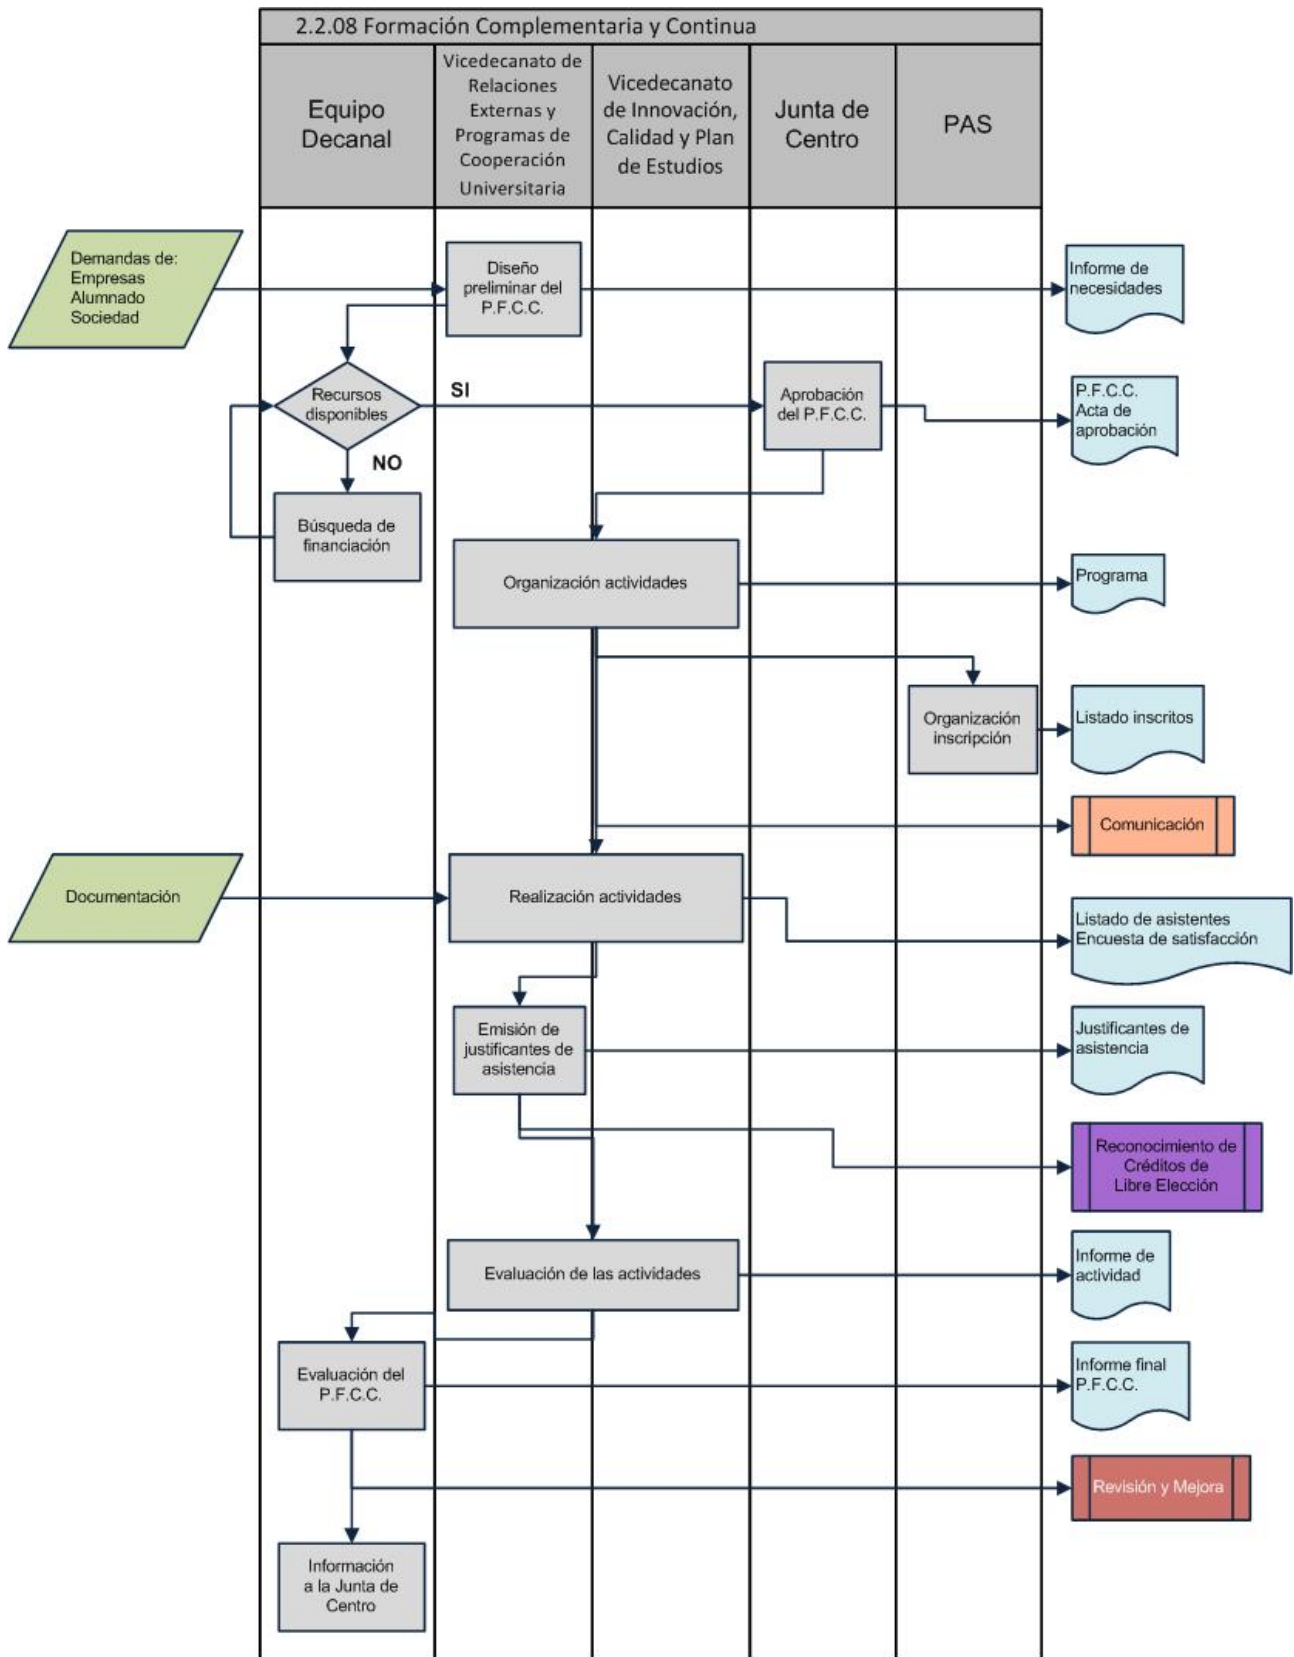 2.2.08 Formación Complementaria y Continua
Equipo
Decanal
Vicedecanato de
Relaciones
Externas y
Programas de
Cooperación
Universitaria
Vicedecanato
de Innovación,
Calidad y Plan
de Estudios
Junta de
Centro
PAS
Demandas de:
Empresas
Alumnado
Sociedad
Diseño
preliminar del
P.F.C.C.
Informe de
necesidades
Recursos
disponibles
SI
Aprobación
del P.F.C.C.
P.F.C.C.
Acta de
aprobación
NO
Búsqueda de
financiación
Organización actividades
Programa
Organización
inscripción
Listado inscritos
Comunicación
Documentación
Realización actividades
Listado de asistentes
Encuesta de satisfacción
Emisión de
justificantes de
asistencia
Justificantes de
asistencia
Reconocimiento de
Créditos de
Libre Elección
Evaluación de las actividades
Informe de
actividad
Evaluación del
P.F.C.C.
Informe final
P.F.C.C.
Revisión y Mejora
Información
a la Junta de
Centro